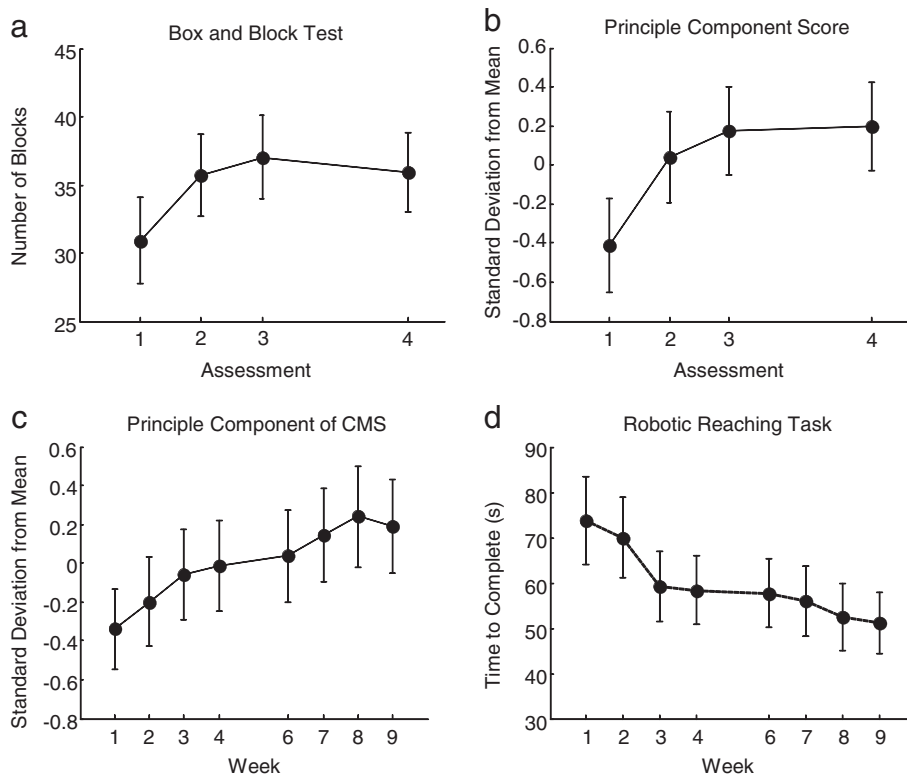 a
Box and Block Test
45
40
35
30
25
Number of Blocks
1 2 3 4
Assessment
b
Principle Component Score
0.6
0.4
0.2
0
-0.2
-0.4
-0.6
-0.8
Standard Deviation from Mean
1 2 3 4
Assessment
c
Principle Component of CMS
0.6
0.4
0.2
0
-0.2
-0.4
-0.6
-0.8
Standard Deviation from Mean
1 2 3 4 6 7 8 9
Week
d
Robotic Reaching Task
90
80
70
60
50
40
30
Time to Complete (s)
1 2 3 4 6 7 8 9
Week